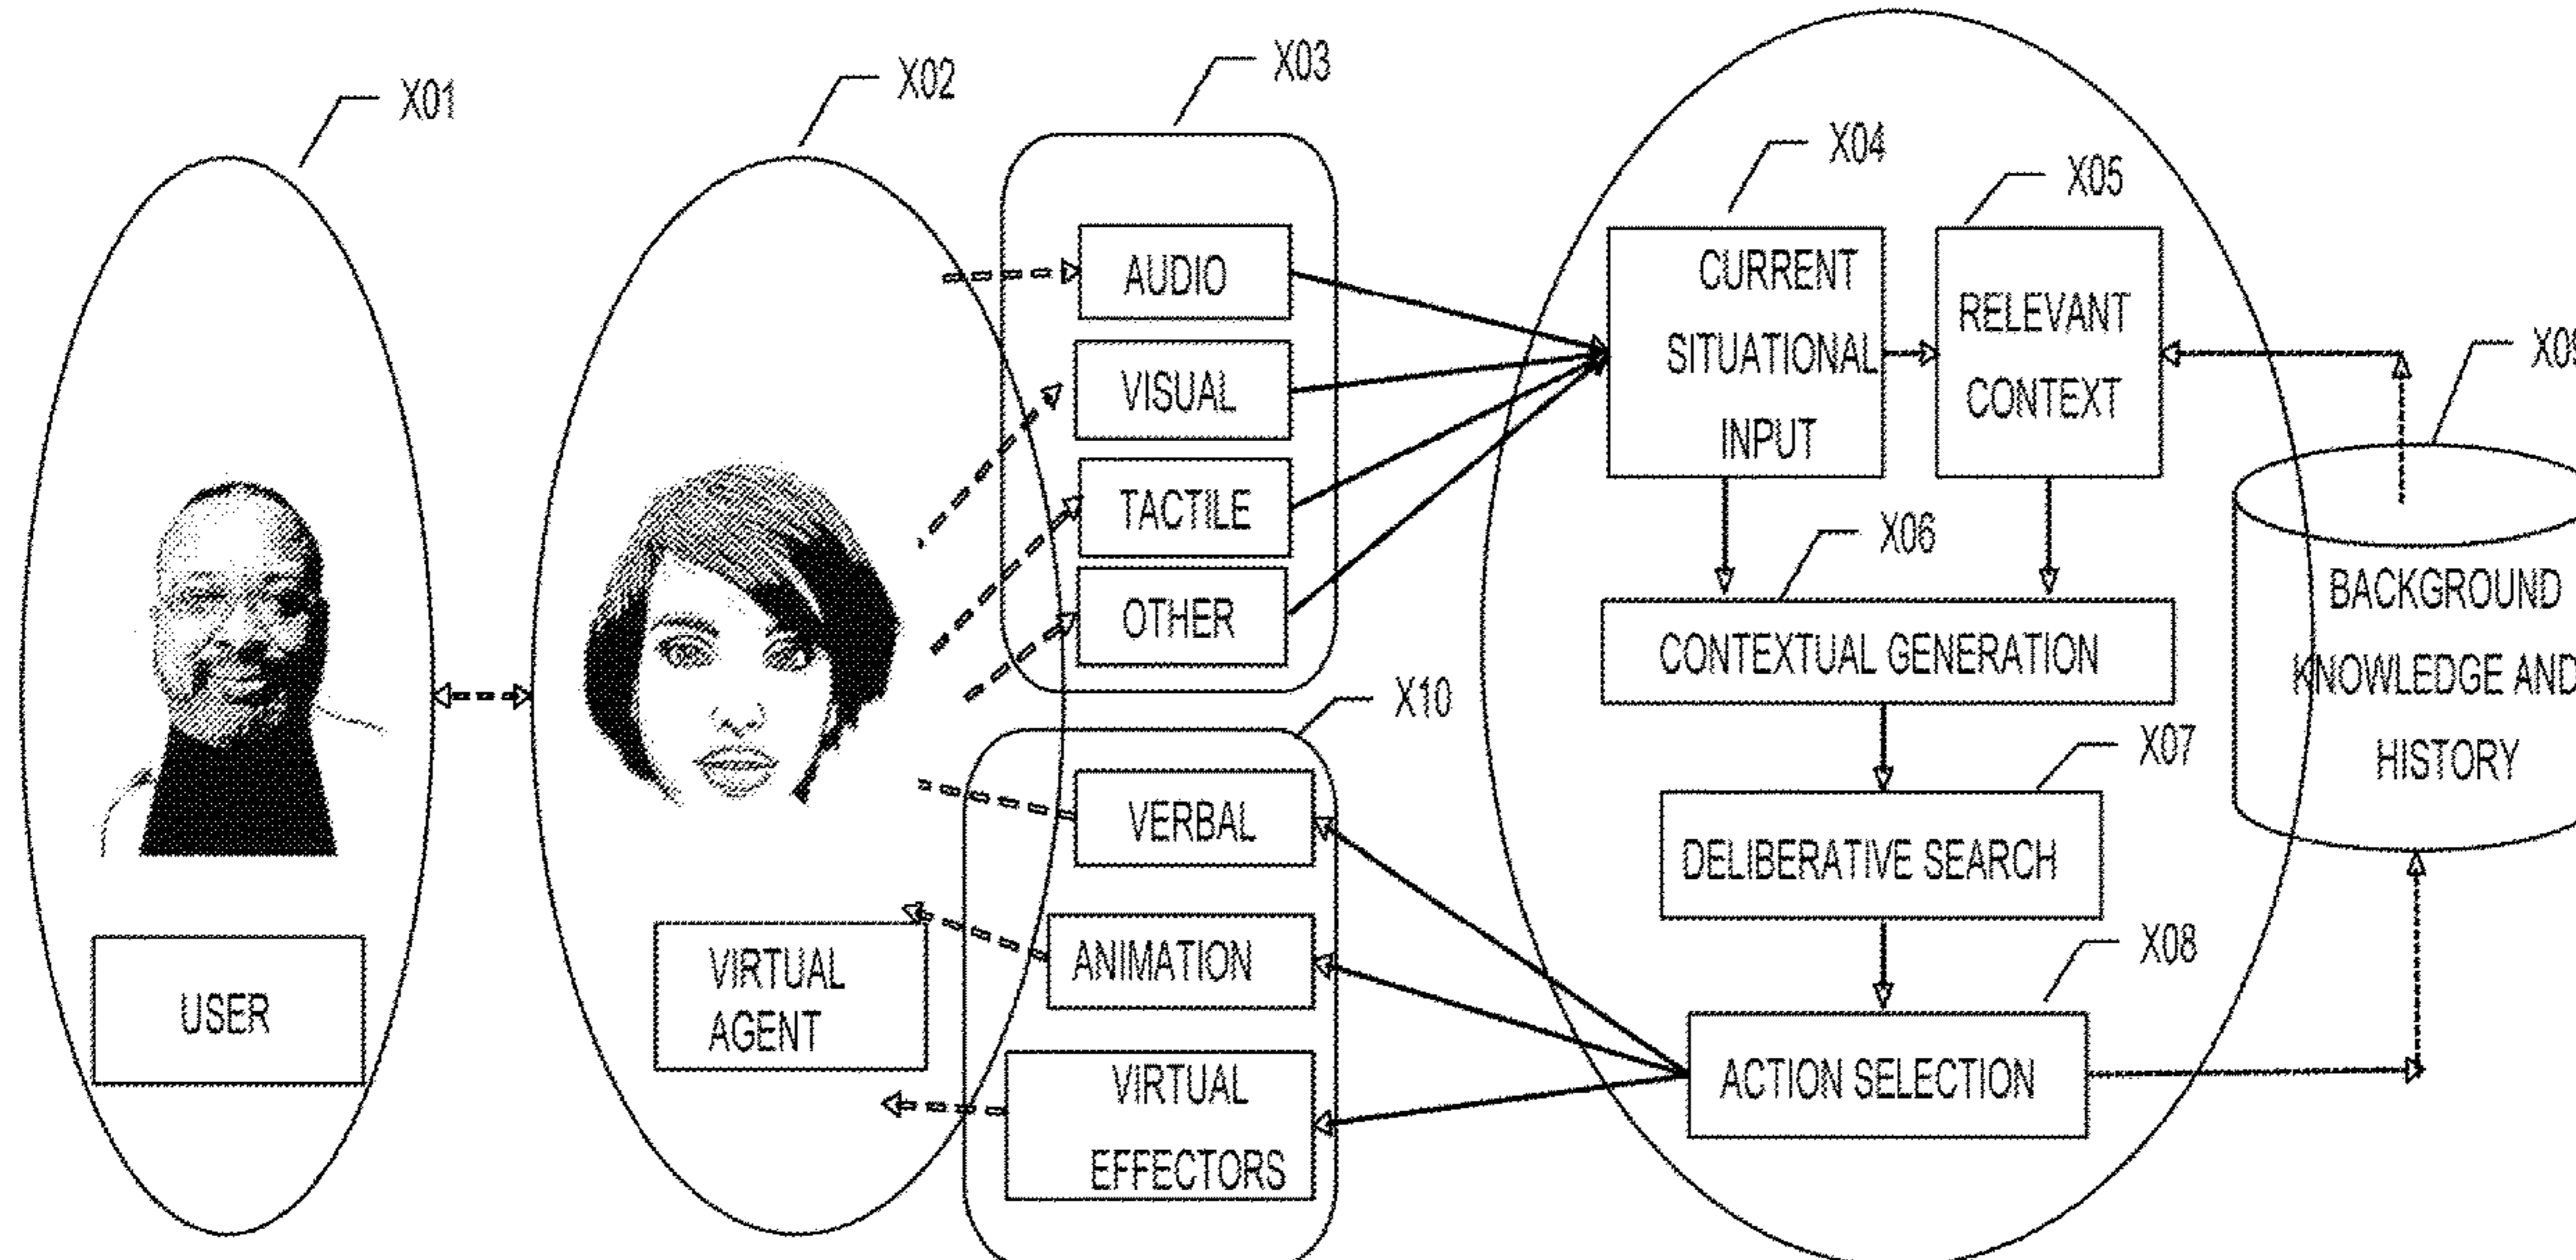 X01
X02
X03
X04
X05
AUDIO
VISUAL
TACTILE
OTHER
CURRENT
SITUATIONAL
INPUT
RELEVANT
CONTEXT
X06
CONTEXTUAL GENERATION
BACKGROUND
KNOWLEDGE AND
HISTORY
X10
X07
VERBAL
DELIBERATIVE SEARCH
ANIMATION
X08
VIRTUAL
EFFECTORS
ACTION SELECTION
USER
VIRTUAL
AGENT